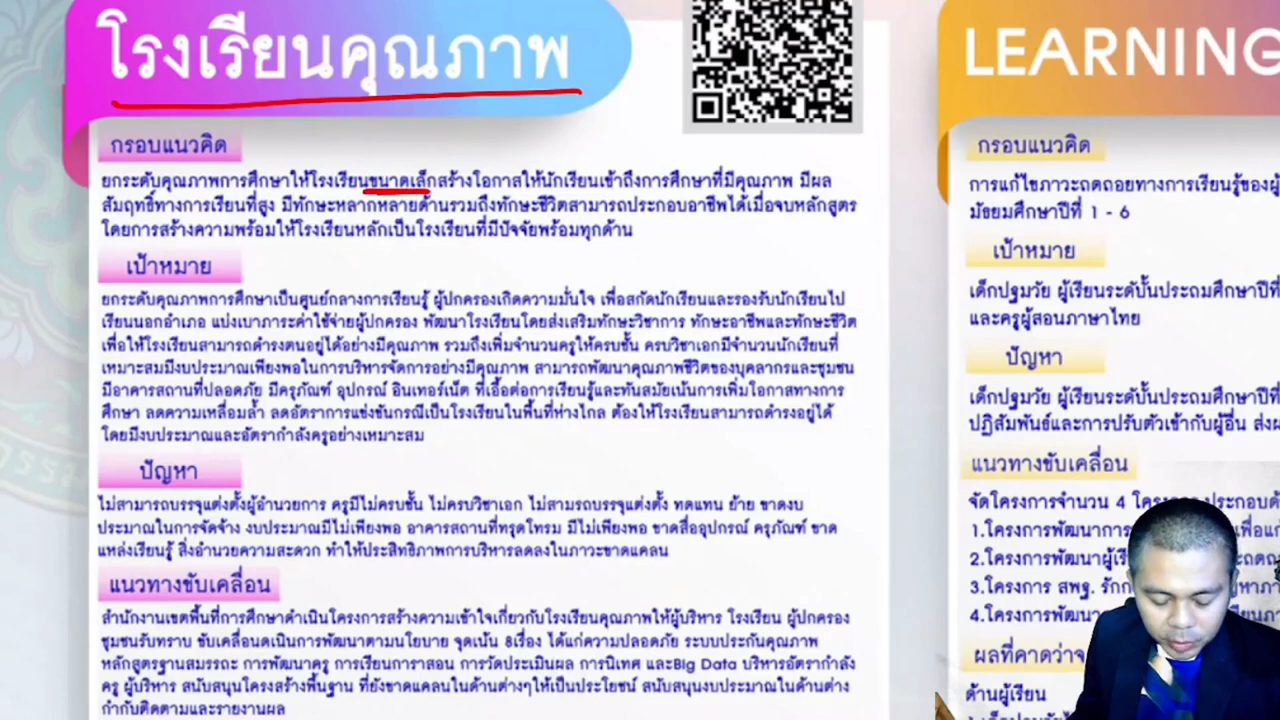 โรงเรียนคุณภาพ
กรอบแนวคิด
ยกระดับคุณภาพการศึกษาให้โรงเรียนขนาดเล็กสร้างโอกาสให้นักเรียนเข้าถึงการศึกษาที่มีคุณภาพ มีผล
สัมฤทธิ์ทางการเรียนที่สูง มีทักษะหลากหลายด้านรวมถึงทักษะชีวิตสามารถประกอบอาชีพได้เมื่อจบหลักสูตร
โดยการสร้างความพร้อมให้โรงเรียนหลักเป็นโรงเรียนที่มีปัจจัยพร้อมทุกด้าน
เป้าหมาย
ยกระดับคุณภาพการศึกษาเป็นศูนย์กลางการเรียนรู้ ผู้ปกครองเกิดความมั่นใจ เพื่อสกัดนักเรียนและรองรับนักเรียนไป
เรียนนอกอำเภอ แบ่งเบาภาระค่าใช้จ่ายผู้ปกครอง พัฒนาโรงเรียนโดยส่งเสริมทักษะวิชาการ ทักษะอาชีพและทักษะชีวิต
เพื่อให้โรงเรียนสามารถดำรงตนอยู่ได้อย่างมีคุณภาพ รวมถึงเพิ่มจำนวนครูให้ครบชั้น ครบวิชาเอกมีจำนวนนักเรียนที่
เหมาะสมมีงบประมาณเพียงพอในการบริหารจัดการอย่างมีคุณภาพ สามารถพัฒนาคุณภาพชีวิตของบุคลากรและชุมชน
มีอาคารสถานที่ปลอดภัย มีครุภัณฑ์ อุปกรณ์ อินเทอร์เน็ต ที่เอื้อต่อการเรียนรู้และทันสมัยเน้นการเพิ่มโอกาสทางการ
ศึกษา ลดความเหลื่อมล้ำ ลดอัตราการแข่งขันกรณีเป็นโรงเรียนในพื้นที่ห่างไกล ต้องให้โรงเรียนสามารถดำรงอยู่ได้
โดยมีงบประมาณและอัตรากำลังครูอย่างเหมาะสม
ปัญหา
ไม่สามารถบรรจุแต่งตั้งผู้อำนวยการ ครูมีไม่ครบชั้น ไม่ครบวิชาเอก ไม่สามรถบรรจุแต่งตั้ง ทดแทน ย้าย ขาดงบ
ประมาณในการจัดจ้าง งบประมาณมีไม่เพียงพอ อาคารสถานที่ทรุดโทรม มีไม่เพียงพอ ขาดสื่ออุปกรณ์ ครุภัณฑ์ ขาด
แหล่งเรียนรู้ สิ่งอำนวยความสะดวก ทำให้ประสิทธิภาพการบริหารลดลงในภาวะขาดแคลน
แนวทางขับเคลื่อน
สำนักงานเขตพื้นที่การศึกษาดำเนินโครงการสร้างความเข้าใจเกี่ยวกับโรงเรียนคุณภาพให้ผู้บริหาร โรงเรียน ผู้ปกครอง
ชุมชนรับทราบ ขับเคลื่อนดเนินการพัฒนาตามนโยบาย จุดเน้น 8เรื่อง ได้แก่ความปลอดภัย ระบบประกันคุณภาพ
หลักสูตรฐานสมรรถะ การพัฒนาครู การเรียนการาสอน การวัดประเมินผล การนิเทศ และBig Data บริหารอัตรากำลัง
ครู ผู้บริหาร สนับสนุนโครงสร้างพื้นฐาน ที่ยังขาดแคลนในด้านต่างๆให้เป็นประโยชน์ สนับสนุนงบประมาณในด้านต่าง
กำกับติดตามและรายงานผล
LEARNING
กรอบแนวคิด
การแก้ไขภาวะถดถอยทางการเรียนรู้ของผู้
มัธยมศึกษาปีที่ 1 - 6
เป้าหมาย
เด็กปฐมวัย ผู้เรียนระดับั้นประถมศึกษาปีที่
และครูผู้สอนภาษาไทย
ปัญหา
เด็กปฐมวัย ผู้เรียนระดับั้นประถมศึกษาปีที่
ปฏิสัมพันธ์และการปรับตัวเข้ากับผู้อื่น ส่งผ
แนวทางขับเคลื่อน
จัดโครงการจำนวน 4 โครงการ ประกอบด้
1.โครงการพัฒนาการ
2.โครงการพัฒนาผู้เรี
3.โครงการ สพฐ. รักก
4.โครงการพัฒนา
ผลที่คาดว่าจ
ด้านผู้เรียน